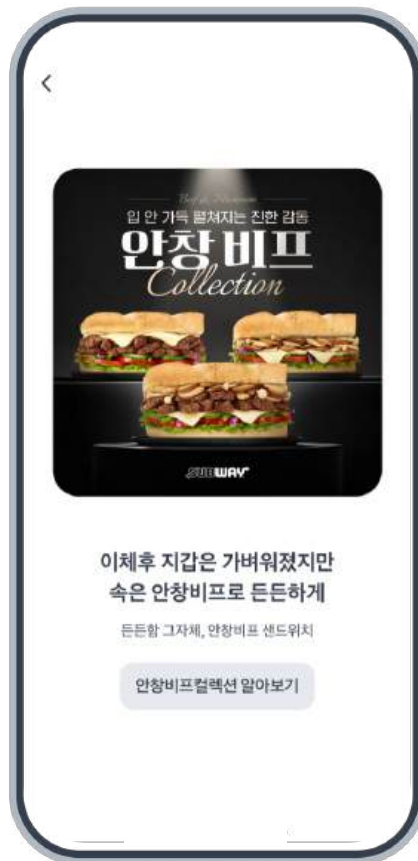 입 안 가득 펼쳐지는 진한 감동
안창 비프
Collection
SUBWAY
이체후 지갑은 가벼워졌지만
속은 안창비프로 든든하게
든든함 그자체, 안창비프 샌드위치
안창비프컬렉션 알아보기